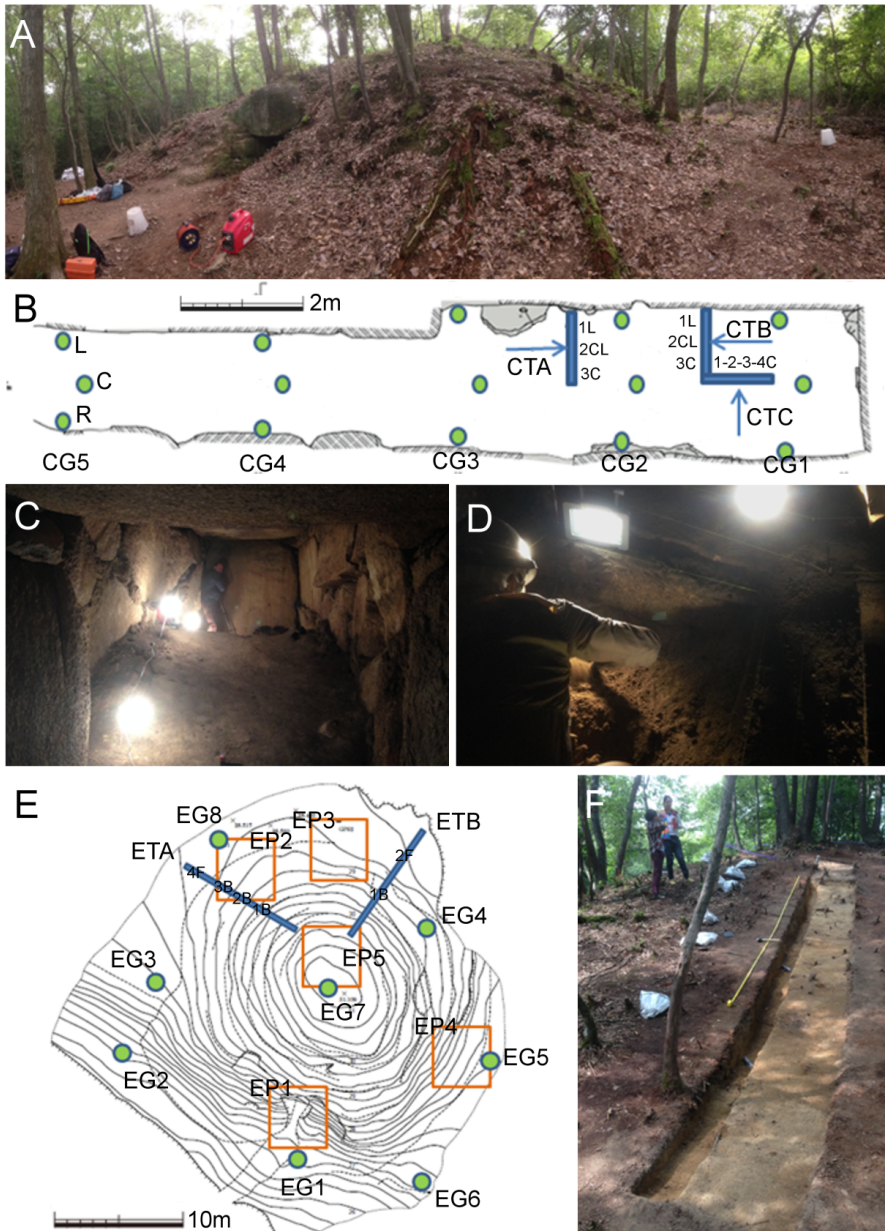 A
B
2m
L
C
R
CG5
CG4
CG3
CG2
CG1
CTA
1L
2CL
3C
1L
2CL
3C
CTB
1-2-3-4C
CTC
C
D
E
EG8
EP2
EP3
ETB
ETA
4F
3B
2B
1B
2F
1B
EG4
EG3
EP5
EG7
EP4
EG5
EG2
EP1
EG1
EG6
10m
F